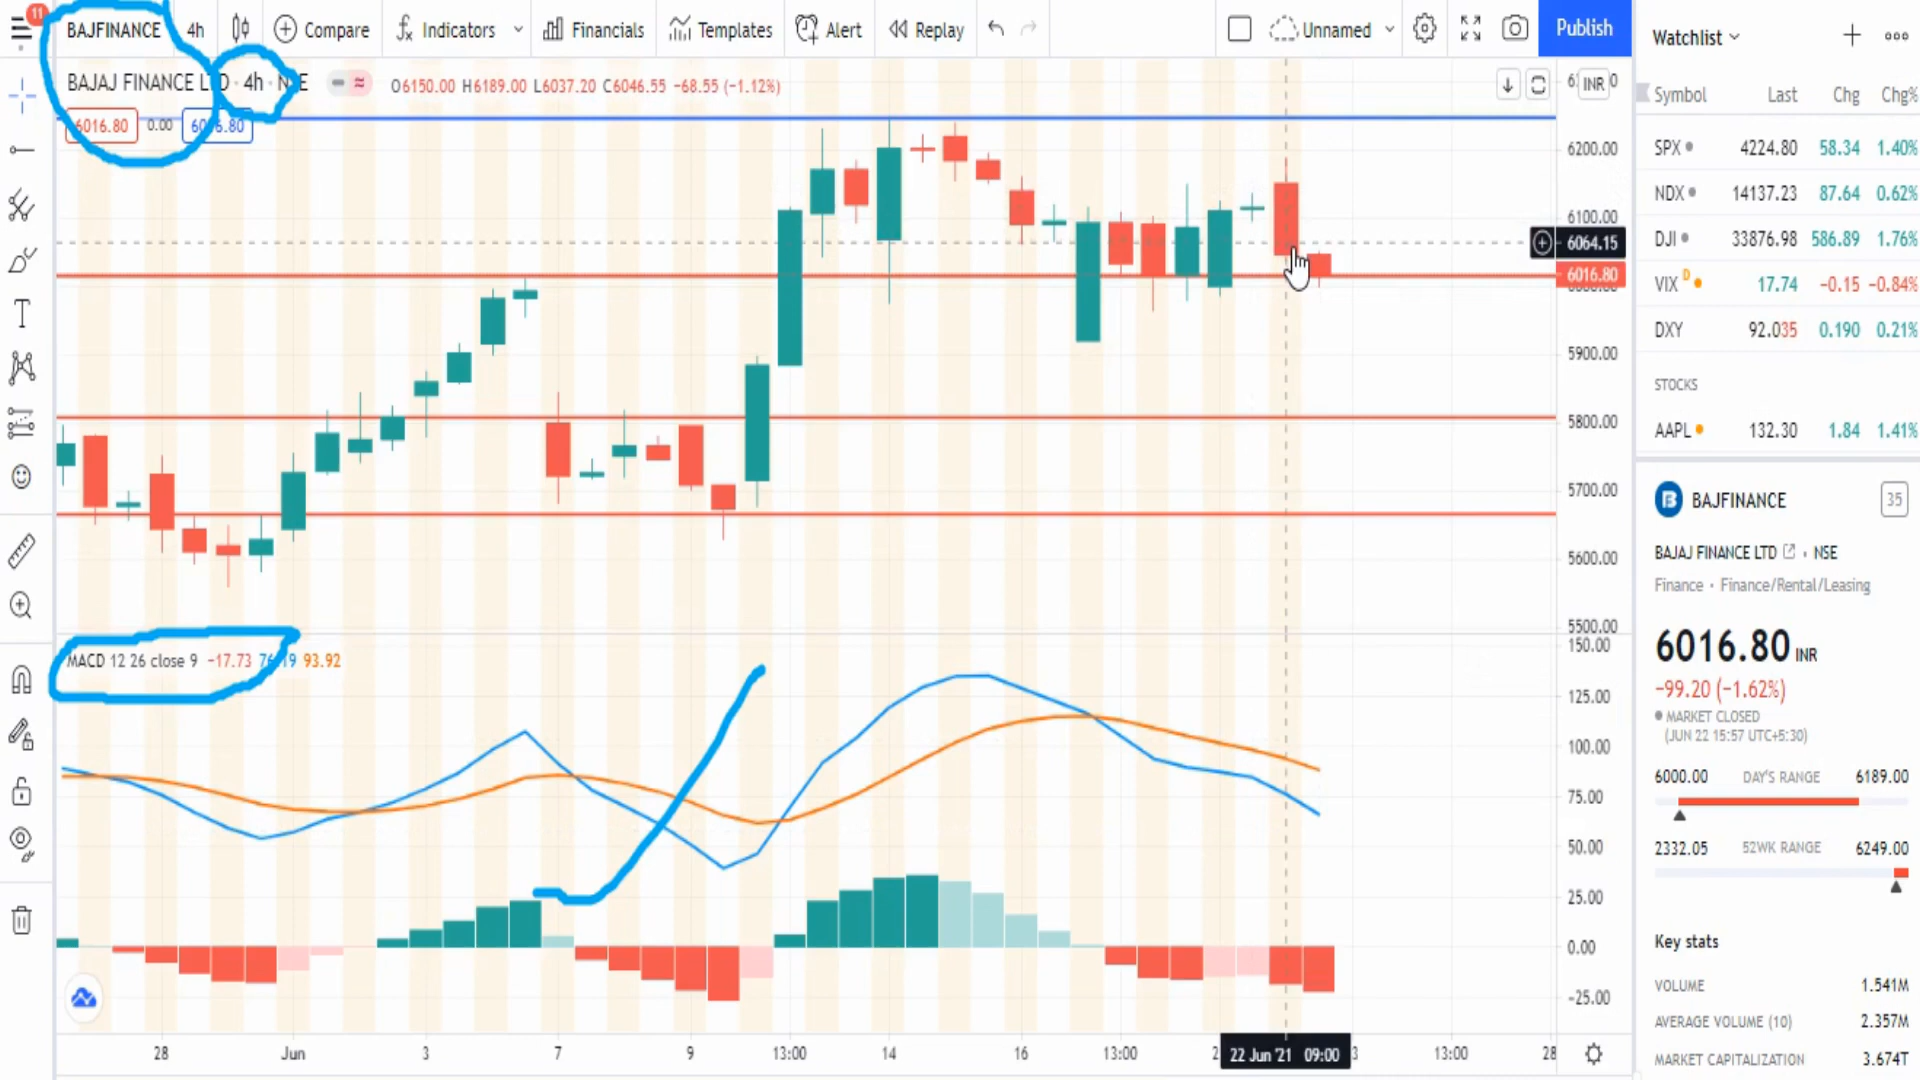 11
BAJFINANCE 4h Compare Indicators Financials Templates Alert Replay Unnamed Publish
BAJAJ FINANCE LTD · 4h · NSE O6150.00 H6189.00 L6037.20 C6046.55 −68.55 (−1.12%)
INR
6016.80 0.00
6200.00
6100.00
6064.15
6016.80
5900.00
5800.00
5700.00
5600.00
5500.00
MACD 12 26 close 9 −17.73 76.19 93.92
150.00
125.00
100.00
75.00
50.00
25.00
0.00
−25.00
28 Jun 3 7 9 13:00 14 16 13:00 22 Jun '21 09:00 13:00 28
Watchlist
Symbol Last Chg Chg%
SPX 4224.80 58.34 1.40%
NDX 14137.23 87.64 0.62%
DJI 33876.98 586.89 1.76%
VIX D 17.74 −0.15 −0.84%
DXY 92.035 0.190 0.21%
STOCKS
AAPL 132.30 1.84 1.41%
BAJFINANCE 35
BAJAJ FINANCE LTD · NSE
Finance · Finance/Rental/Leasing
6016.80 INR
−99.20 (−1.62%)
MARKET CLOSED
(JUN 22 15:57 UTC+5:30)
6000.00 DAY'S RANGE 6189.00
2332.05 52WK RANGE 6249.00
Key stats
VOLUME 1.541M
AVERAGE VOLUME (10) 2.357M
MARKET CAPITALIZATION 3.674T